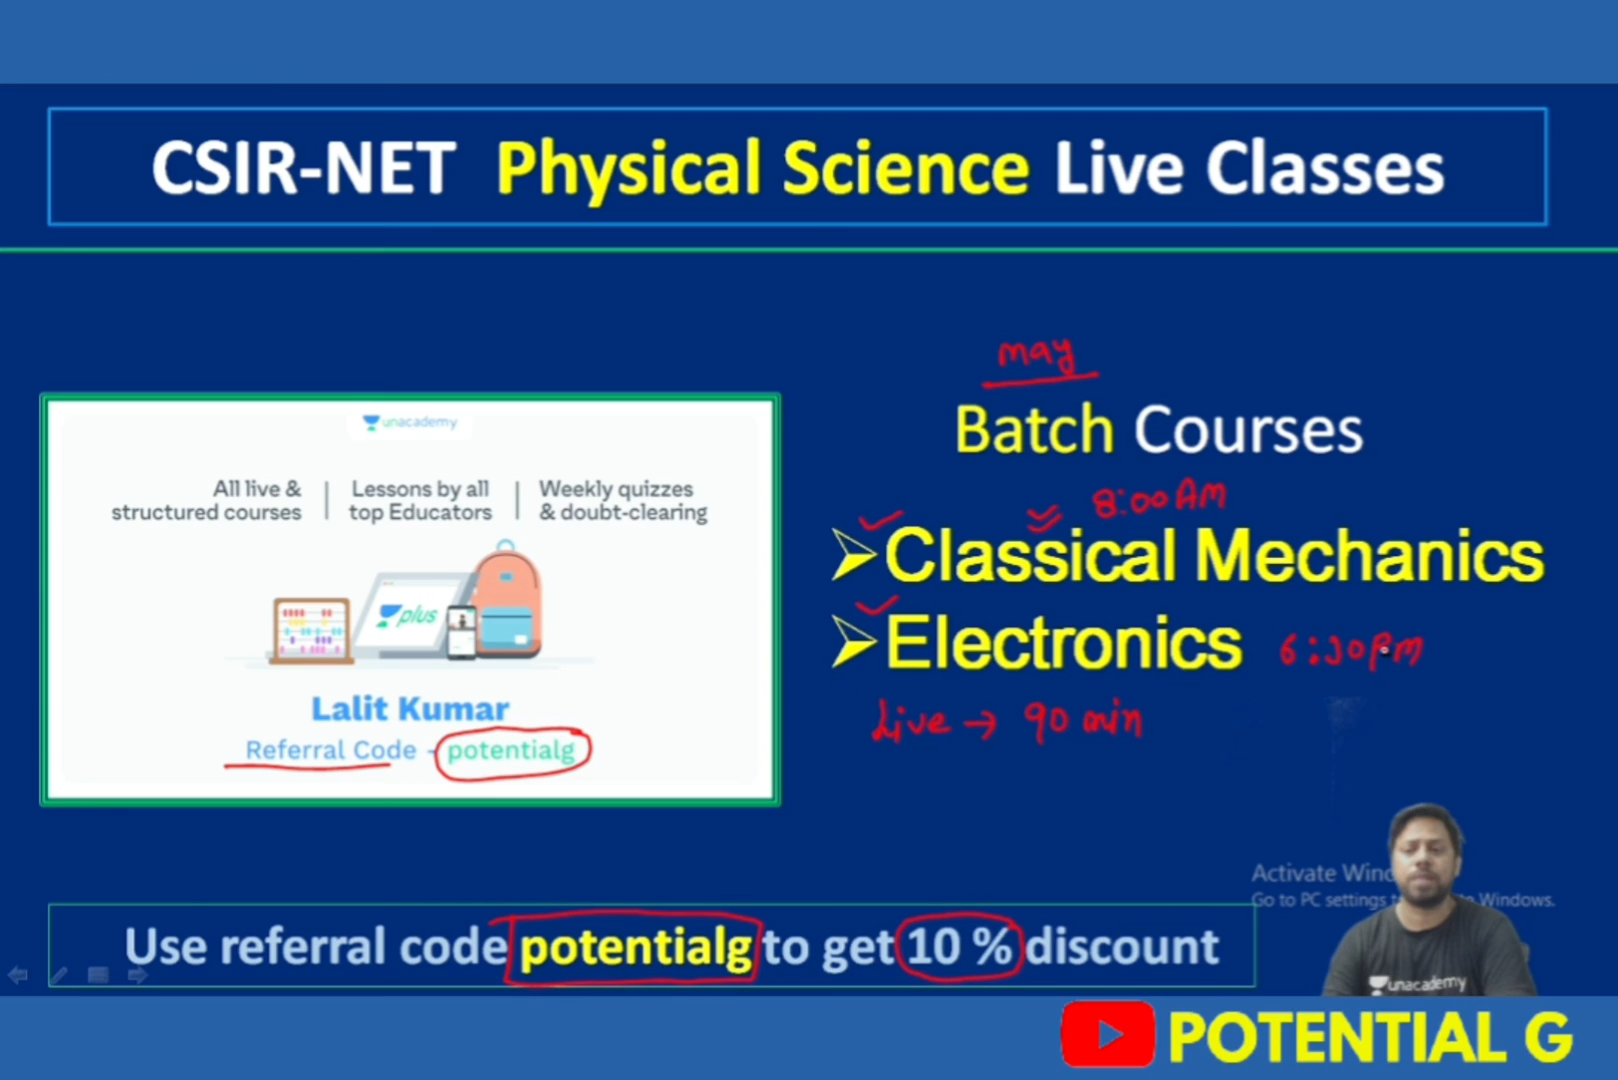 CSIR-NET Physical Science Live Classes
may
Batch Courses
8:00 AM
Classical Mechanics
Electronics 6:30 PM
Live → 90 min
unacademy
All live & | Lessons by all | Weekly quizzes
structured courses | top Educators | & doubt-clearing
plus
Lalit Kumar
Referral Code - potentialg
Activate Wind
Go to PC settings t Windows.
Use referral code potentialg to get 10 % discount
unacademy
POTENTIAL G